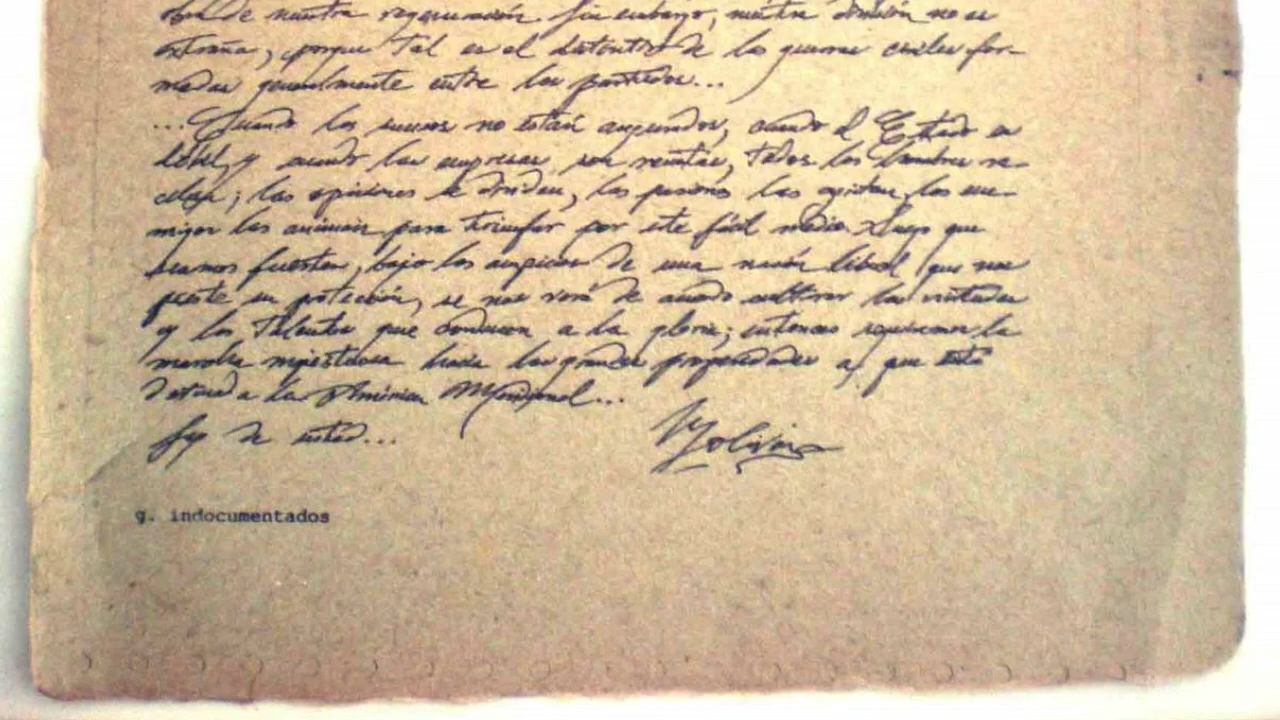 obra de nuestra regeneración. Sin embargo, nuestra división no es
extraña, porque tal es el distintivo de las guerras civiles for-
madas generalmente entre los partidos...
...Cuando los sucesos no están asegurados, cuando el Estado es
débil y cuando las empresas son remotas, todos los hombres va-
cilan; las opiniones se dividen, las pasiones las agitan, los ene-
migos las animan para triunfar por este fácil medio. Luego que
seamos fuertes, bajo los auspicios de una nación liberal que nos
preste su protección, se nos verá de acuerdo cultivar las virtudes
y los talentos que conducen a la gloria; entonces seguiremos la
marcha majestuosa hacia las grandes prosperidades a que está
destinada la América Meridional...
Soy de usted...
Bolívar
g. indocumentados